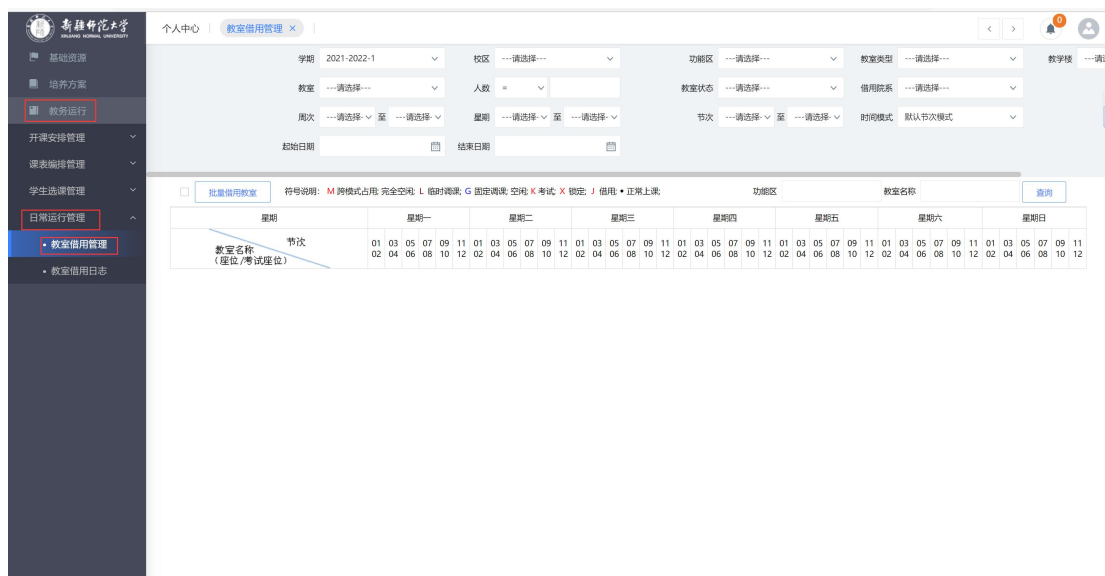 新疆师范大学
XINJIANG NORMAL UNIVERSITY
个人中心
教室借用管理 ×
0
基础资源
培养方案
教务运行
开课安排管理
课表编排管理
学生选课管理
日常运行管理
• 教室借用管理
• 教室借用日志
学期 2021-2022-1 校区 ---请选择--- 功能区 ---请选择--- 教室类型 ---请选择--- 教学楼 ---请
教室 ---请选择--- 人数 = 教室状态 ---请选择--- 借用院系 ---请选择---
周次 ---请选择- 至 ---请选择- 星期 ---请选择- 至 ---请选择- 节次 ---请选择- 至 ---请选择- 时间模式 默认节次模式
起始日期 结束日期
批量借用教室 符号说明: M 跨模式占用; 完全空闲; L 临时调课; G 固定调课; 空闲; K 考试; X 锁定; J 借用; • 正常上课; 功能区 教室名称 查询
星期 星期一 星期二 星期三 星期四 星期五 星期六 星期日
节次 01 03 05 07 09 11 01 03 05 07 09 11 01 03 05 07 09 11 01 03 05 07 09 11 01 03 05 07 09 11 01 03 05 07 09 11 01 03 05 07 09 11
教室名称 02 04 06 08 10 12 02 04 06 08 10 12 02 04 06 08 10 12 02 04 06 08 10 12 02 04 06 08 10 12 02 04 06 08 10 12 02 04 06 08 10 12
(座位/考试座位)